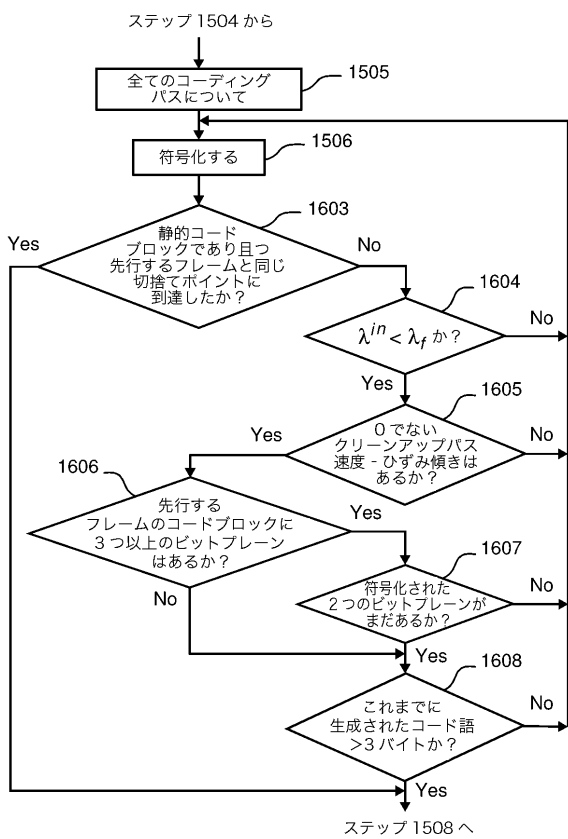 ステップ 1504 から
1505
全てのコーディング
パスについて
1506
符号化する
1603
静的コード
ブロックであり且つ
先行するフレームと同じ
切捨てポイントに
到達したか？
Yes
No
1604
λ^in < λ_f か？
No
Yes
1605
0 でない
クリーンアップパス
速度 - ひずみ傾きは
あるか？
Yes
No
1606
先行する
フレームのコードブロックに
3 つ以上のビットプレーン
はあるか？
Yes
No
1607
符号化された
2 つのビットプレーンが
まだあるか？
No
Yes
1608
これまでに
生成されたコード語
>3 バイトか？
No
Yes
ステップ 1508 へ